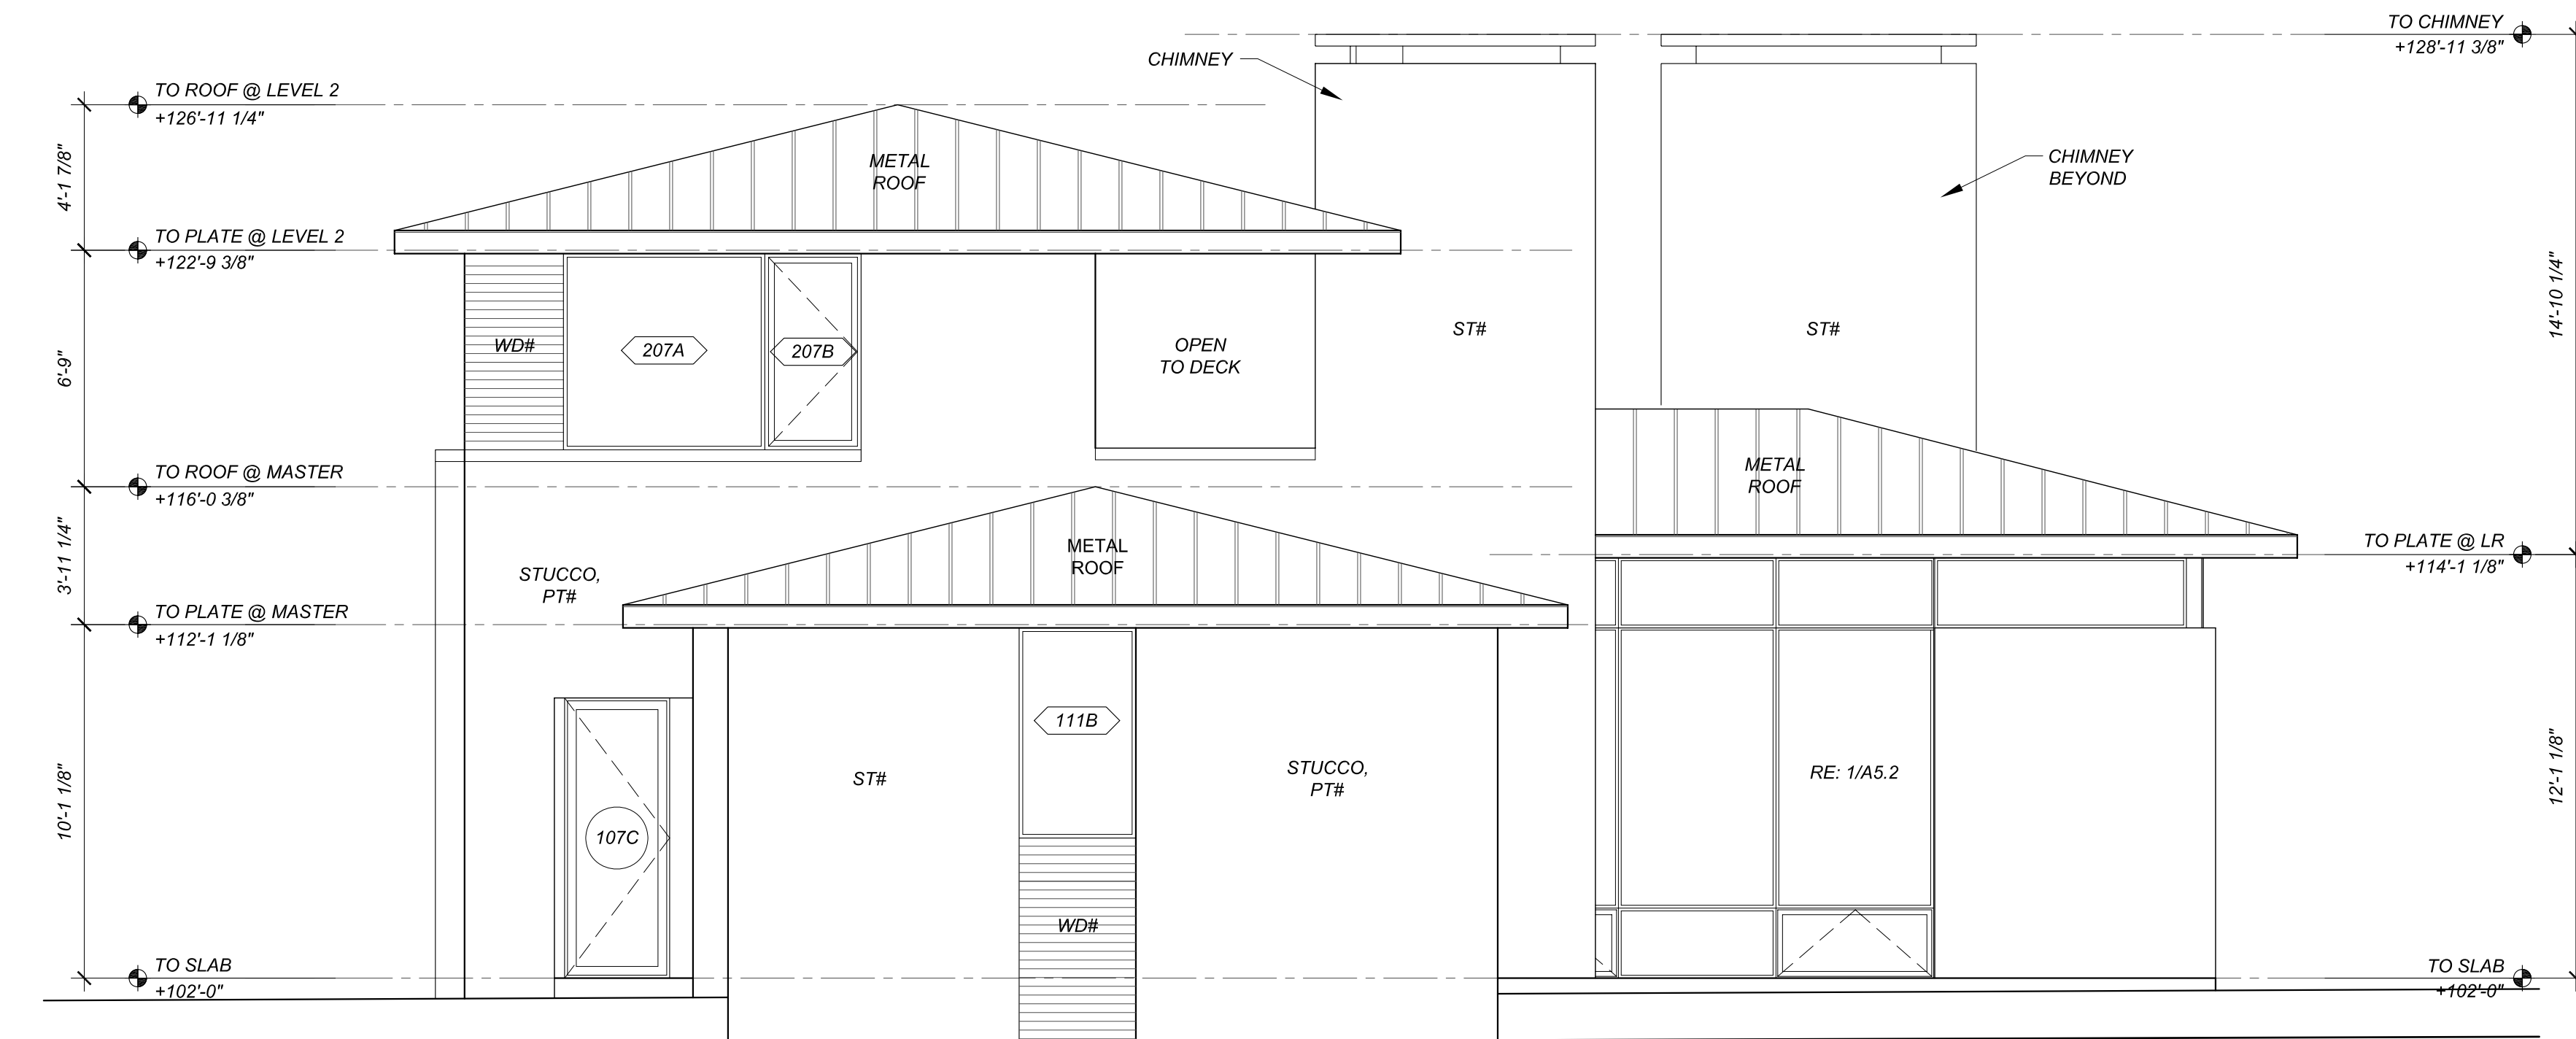 TO CHIMNEY
+128'-11 3/8"
CHIMNEY
TO ROOF @ LEVEL 2
+126'-11 1/4"
4'-1 7/8"
METAL
ROOF
CHIMNEY
BEYOND
TO PLATE @ LEVEL 2
+122'-9 3/8"
14'-10 1/4"
6'-9"
WD#
207A
207B
OPEN
TO DECK
ST#
ST#
TO ROOF @ MASTER
+116'-0 3/8"
METAL
ROOF
3'-11 1/4"
METAL
ROOF
TO PLATE @ LR
+114'-1 1/8"
STUCCO,
PT#
TO PLATE @ MASTER
+112'-1 1/8"
10'-1 1/8"
107C
ST#
111B
WD#
STUCCO,
PT#
RE: 1/A5.2
12'-1 1/8"
TO SLAB
+102'-0"
TO SLAB
+102'-0"